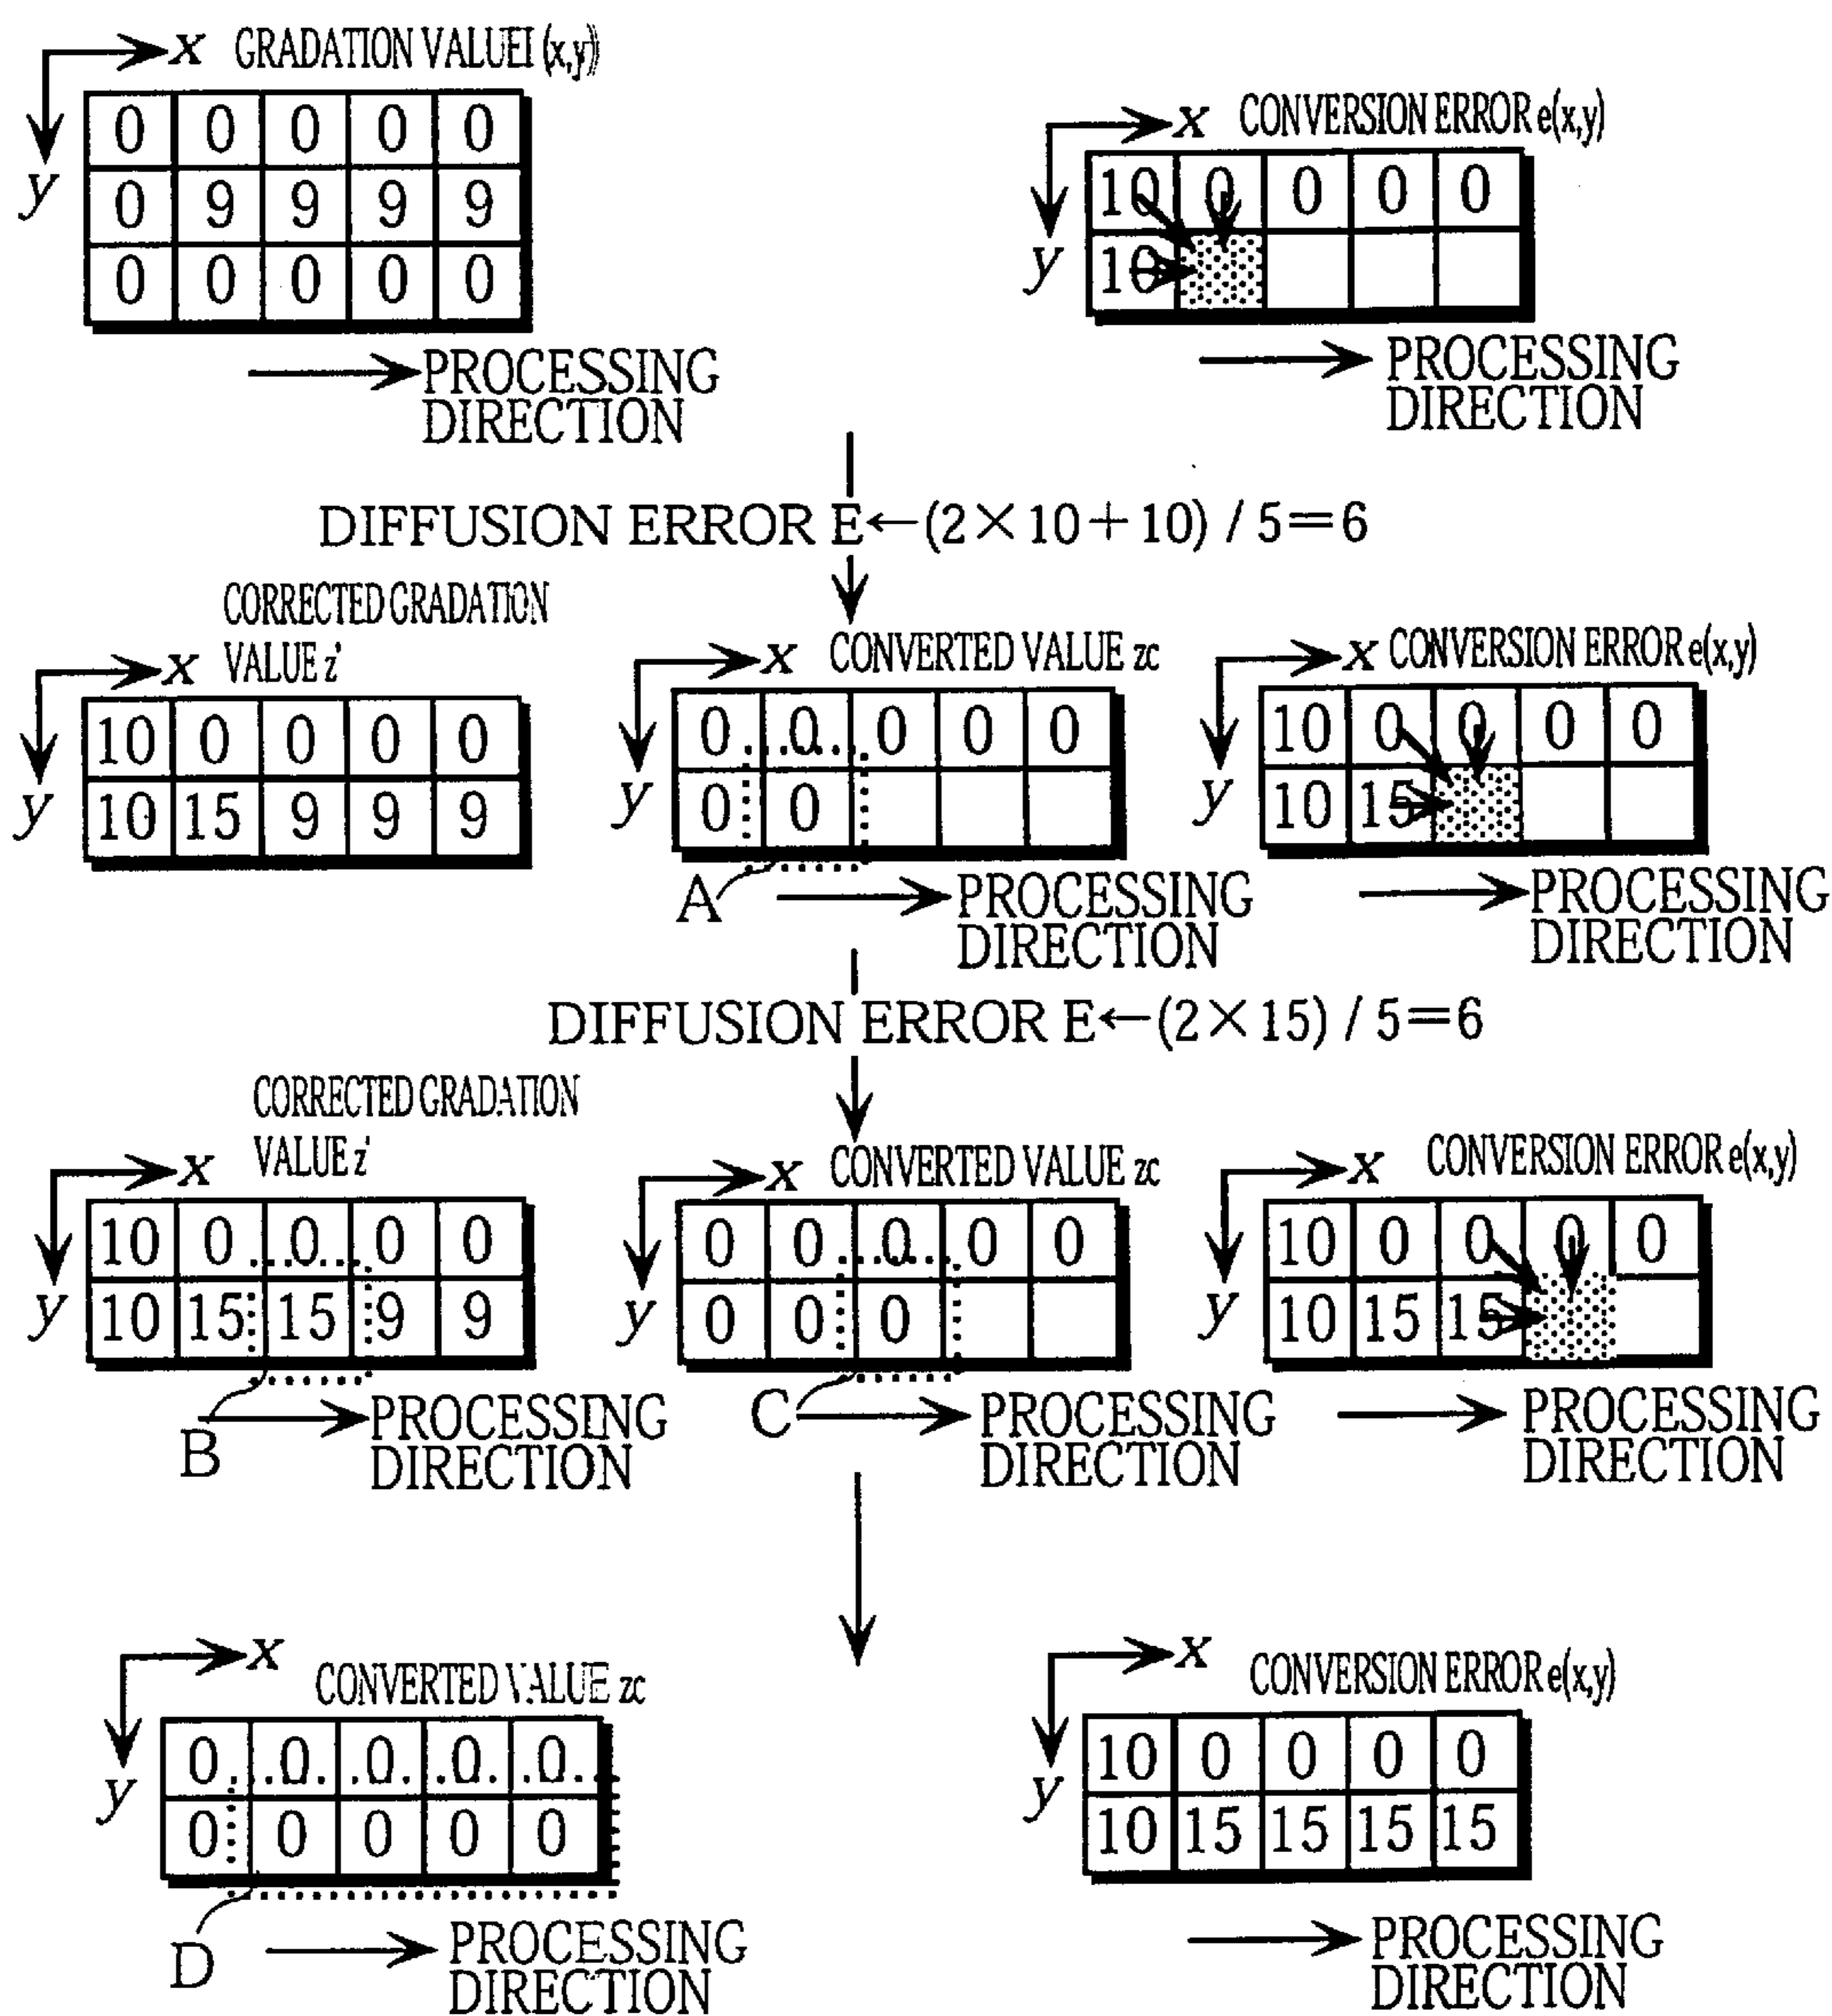 x GRADATION VALUEI (x,y))
y
0 0 0 0 0
0 9 9 9 9
0 0 0 0 0
PROCESSING
DIRECTION
x CONVERSION ERROR e(x,y)
y
10 0 0 0 0
10
PROCESSING
DIRECTION
DIFFUSION ERROR E←(2×10+10) / 5=6
CORRECTED GRADATION
x VALUE z'
y
10 0 0 0 0
10 15 9 9 9
x CONVERTED VALUE zc
y
0 0 0 0 0
0 0
A
PROCESSING
DIRECTION
x CONVERSION ERROR e(x,y)
y
10 0 0 0 0
10 15
PROCESSING
DIRECTION
DIFFUSION ERROR E←(2×15) / 5=6
CORRECTED GRADATION
x VALUE z'
y
10 0 0 0 0
10 15 15 9 9
B
PROCESSING
DIRECTION
x CONVERTED VALUE zc
y
0 0 0 0 0
0 0 0
C
PROCESSING
DIRECTION
x CONVERSION ERROR e(x,y)
y
10 0 0 0 0
10 15 15
PROCESSING
DIRECTION
x
CONVERTED VALUE zc
y
0 0 0 0 0
0 0 0 0 0
D
PROCESSING
DIRECTION
x
CONVERSION ERROR e(x,y)
y
10 0 0 0 0
10 15 15 15 15
PROCESSING
DIRECTION